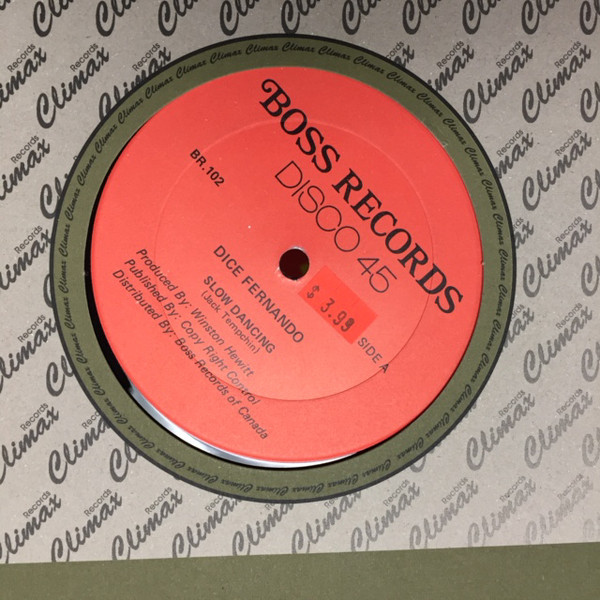 BOSS RECORDS
DISCO 45
BR.102
$ 3.99
SIDE A
DICE FERNANDO
SLOW DANCING
(Jack Tempchin)
Produced By: Winston Hewitt
Published By: Copy Right Control
Distributed By: Boss Records of Canada
Climax Records